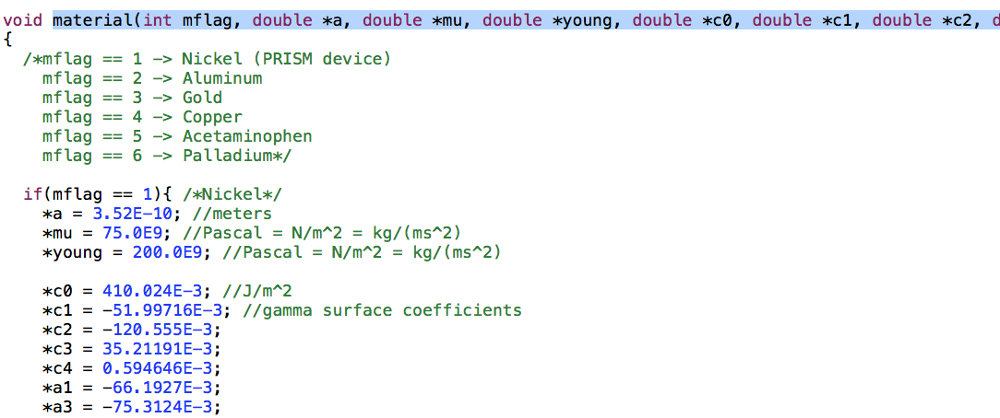 void material(int mflag, double *a, double *mu, double *young, double *c0, double *c1, double *c2, d
{
/*mflag == 1 -> Nickel (PRISM device)
mflag == 2 -> Aluminum
mflag == 3 -> Gold
mflag == 4 -> Copper
mflag == 5 -> Acetaminophen
mflag == 6 -> Palladium*/
if(mflag == 1){ /*Nickel*/
*a = 3.52E-10; //meters
*mu = 75.0E9; //Pascal = N/m^2 = kg/(ms^2)
*young = 200.0E9; //Pascal = N/m^2 = kg/(ms^2)
*c0 = 410.024E-3; //J/m^2
*c1 = -51.99716E-3; //gamma surface coefficients
*c2 = -120.555E-3;
*c3 = 35.21191E-3;
*c4 = 0.594646E-3;
*a1 = -66.1927E-3;
*a3 = -75.3124E-3;